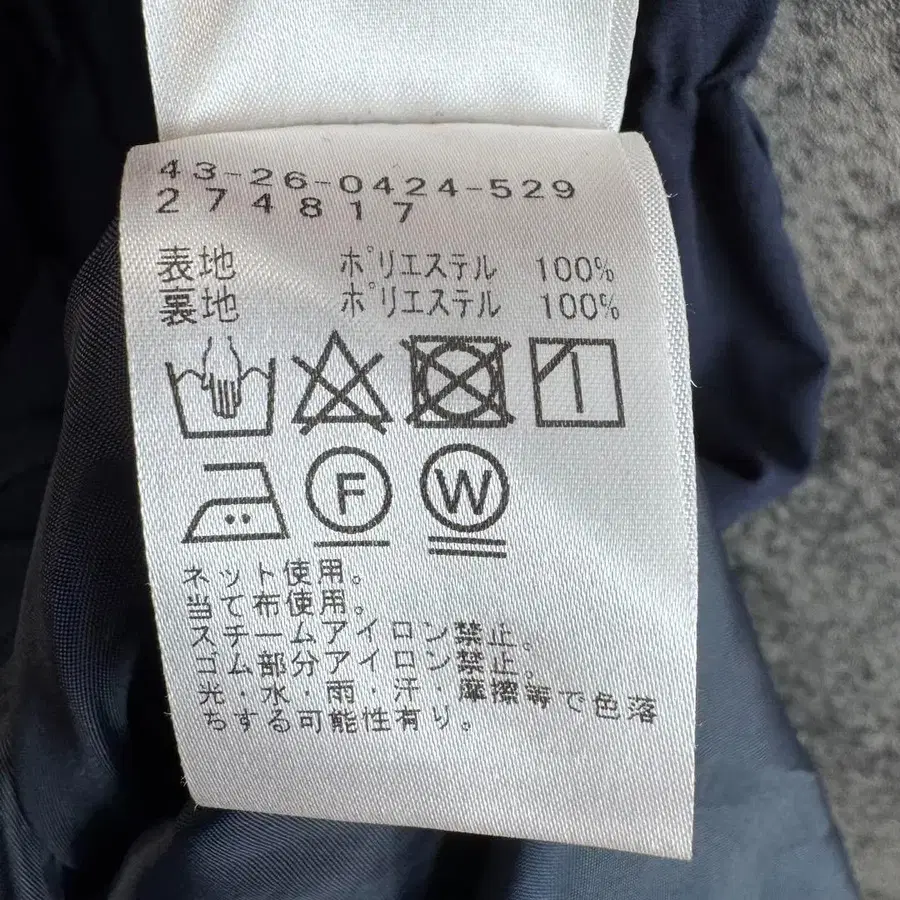 43-26-0424-529
274817
表地 ポリエステル 100%
裏地 ポリエステル 100%
F W
ネット使用。
当て布使用。
スチームアイロン禁止。
ゴム部分アイロン禁止。
光・水・雨・汗・摩擦等で色落
ちする可能性有り。